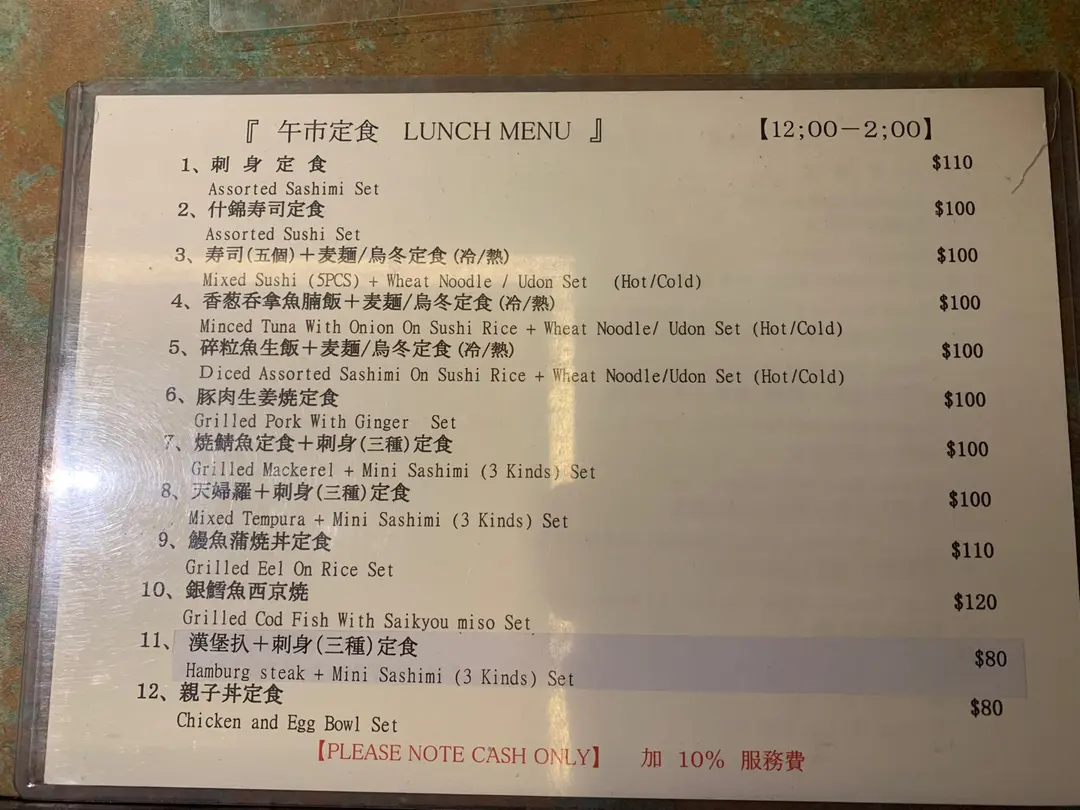 『 午市定食 LUNCH MENU 』 【12;00－2;00】
1、刺 身 定 食 $110
Assorted Sashimi Set
2、什錦寿司定食 $100
Assorted Sushi Set
3、寿司(五個)＋麦麺/烏冬定食(冷/熱) $100
Mixed Sushi (5PCS) + Wheat Noodle / Udon Set (Hot/Cold)
4、香葱吞拿魚腩飯＋麦麺/烏冬定食(冷/熱) $100
Minced Tuna With Onion On Sushi Rice + Wheat Noodle/ Udon Set (Hot/Cold)
5、碎粒魚生飯＋麦麺/烏冬定食(冷/熱) $100
Diced Assorted Sashimi On Sushi Rice + Wheat Noodle/Udon Set (Hot/Cold)
6、豚肉生姜焼定食 $100
Grilled Pork With Ginger Set
7、焼鯖魚定食＋刺身(三種)定食 $100
Grilled Mackerel + Mini Sashimi (3 Kinds) Set
8、天婦羅＋刺身(三種)定食 $100
Mixed Tempura + Mini Sashimi (3 Kinds) Set
9、鰻魚蒲焼丼定食 $110
Grilled Eel On Rice Set
10、銀鱈魚西京焼 $120
Grilled Cod Fish With Saikyou miso Set
11、漢堡扒＋刺身(三種)定食 $80
Hamburg steak + Mini Sashimi (3 Kinds) Set
12、親子丼定食 $80
Chicken and Egg Bowl Set
【PLEASE NOTE CASH ONLY】 加 10% 服務費